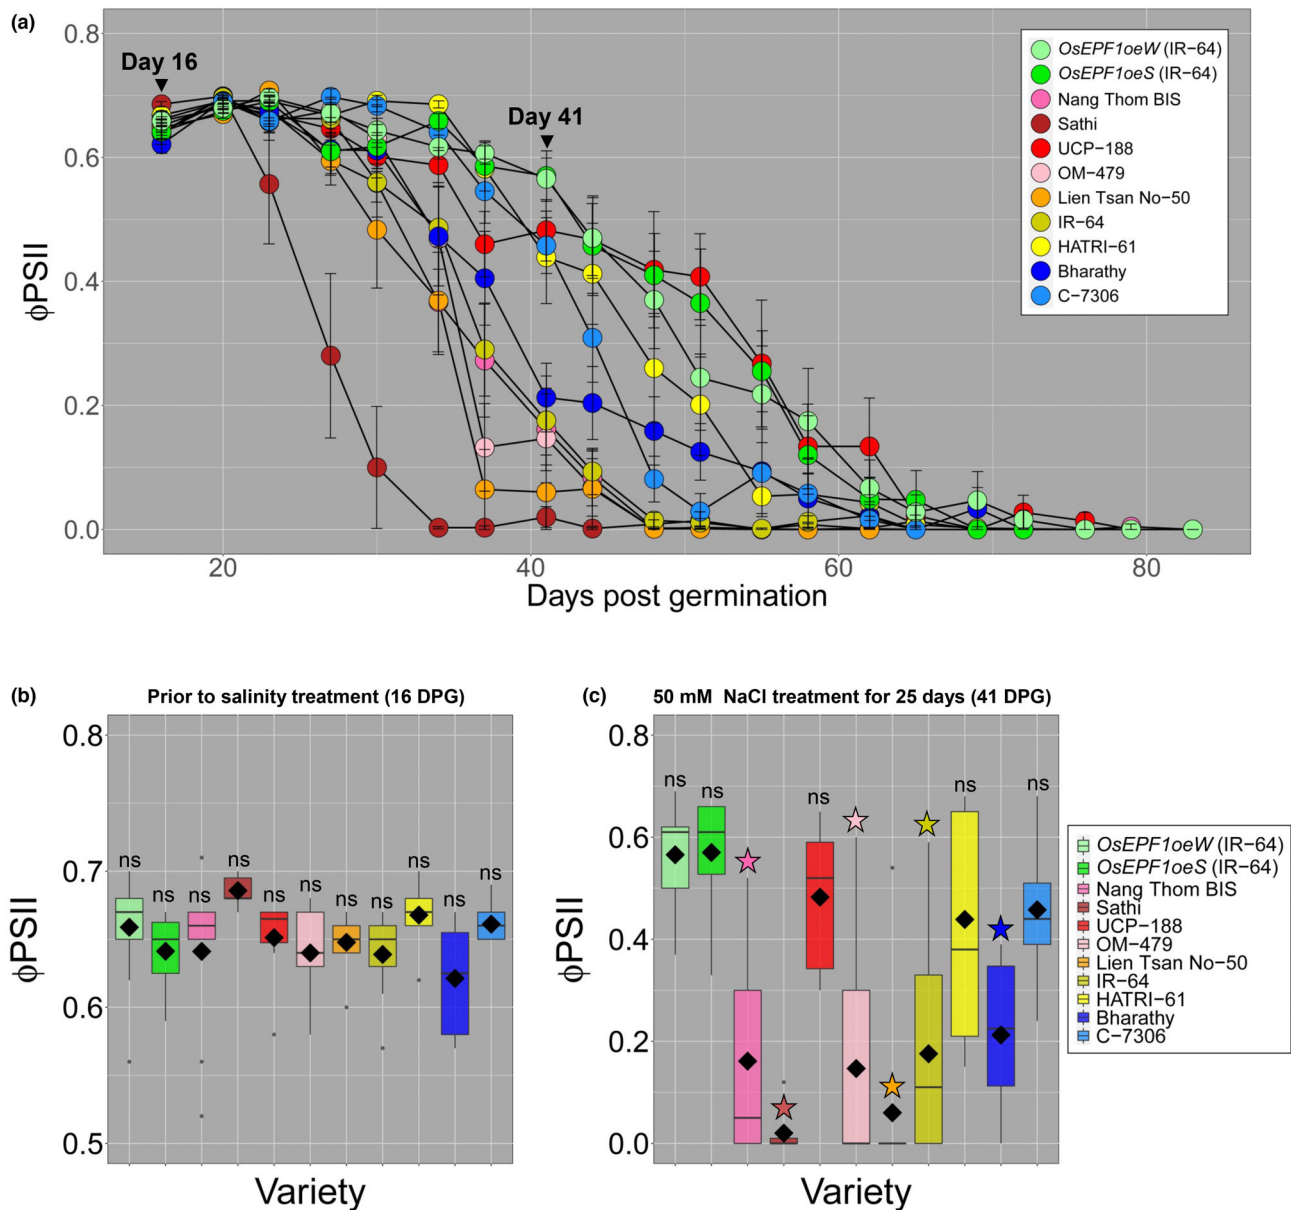 (a)
0.8
0.6
0.4
0.2
0.0
ϕPSII
Day 16
Day 41
OsEPF1oeW (IR−64)
OsEPF1oeS (IR−64)
Nang Thom BIS
Sathi
UCP−188
OM−479
Lien Tsan No−50
IR−64
HATRI−61
Bharathy
C−7306
20 40 60 80
Days post germination
(b) Prior to salinity treatment (16 DPG)
0.8
0.7
0.6
0.5
ϕPSII
ns ns ns ns ns ns ns ns ns ns ns
Variety
(c) 50 mM NaCl treatment for 25 days (41 DPG)
0.8
0.6
0.4
0.2
0.0
ϕPSII
ns ns ns ns ns
Variety
OsEPF1oeW (IR−64)
OsEPF1oeS (IR−64)
Nang Thom BIS
Sathi
UCP−188
OM−479
Lien Tsan No−50
IR−64
HATRI−61
Bharathy
C−7306